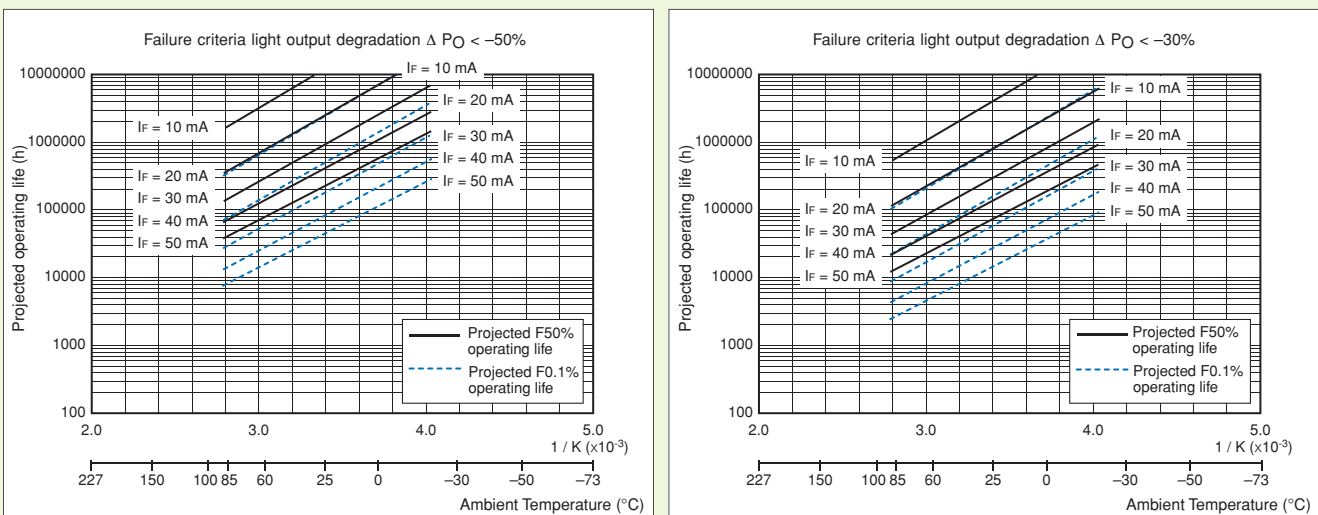 Failure criteria light output degradation Δ PO < –50%
Projected operating life (h)
10000000
1000000
100000
10000
1000
100
IF = 10 mA
IF = 20 mA
IF = 30 mA
IF = 40 mA
IF = 50 mA
IF = 10 mA
IF = 20 mA
IF = 30 mA
IF = 40 mA
IF = 50 mA
Projected F50%
operating life
Projected F0.1%
operating life
2.0 3.0 4.0 5.0
1 / K (x10-3)
227 150 100 85 60 25 0 –30 –50 –73
Ambient Temperature (°C)
Failure criteria light output degradation Δ PO < –30%
Projected operating life (h)
10000000
1000000
100000
10000
1000
100
IF = 10 mA
IF = 20 mA
IF = 30 mA
IF = 40 mA
IF = 50 mA
IF = 10 mA
IF = 20 mA
IF = 30 mA
IF = 40 mA
IF = 50 mA
Projected F50%
operating life
Projected F0.1%
operating life
2.0 3.0 4.0 5.0
1 / K (x10-3)
227 150 100 85 60 25 0 –30 –50 –73
Ambient Temperature (°C)